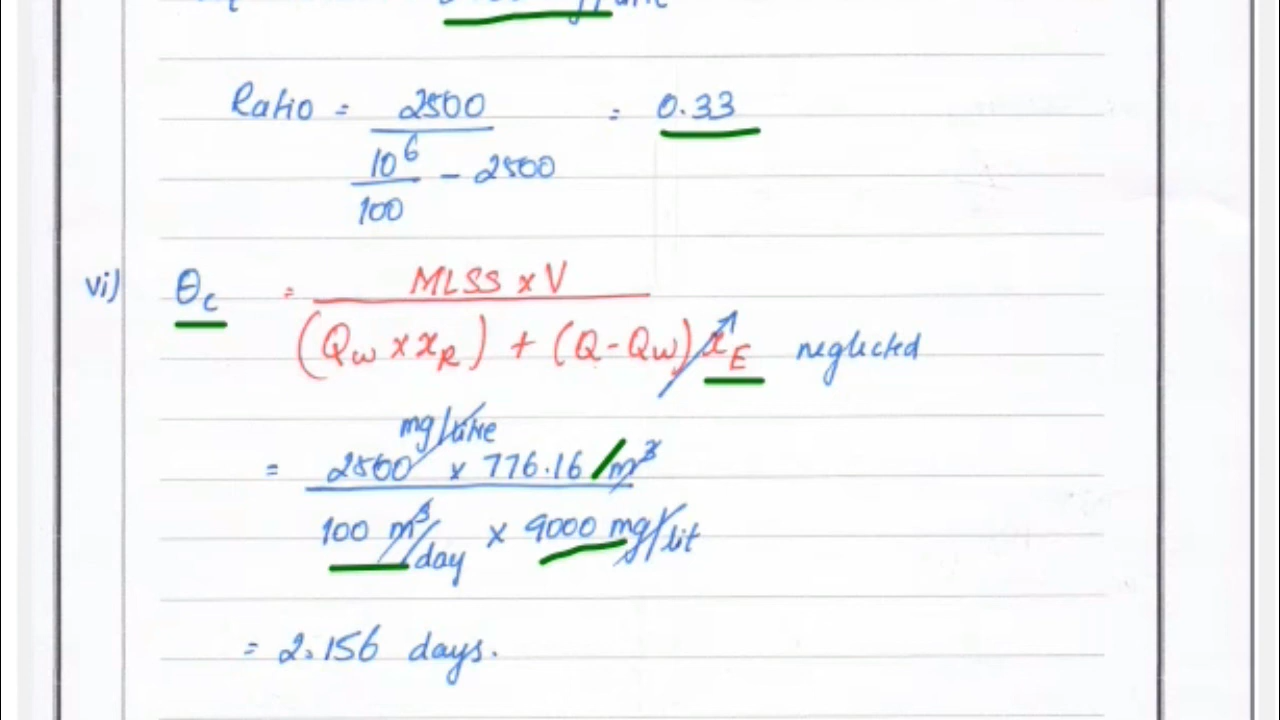 Ratio = 2500 / (10^6/100 - 2500) = 0.33
vi) θc = MLSS x V / ((Qw x xR) + (Q - Qw) xE) neglected
= 2500 mg/litre x 776.16 m³ / (100 m³/day x 9000 mg/lit)
= 2.156 days.